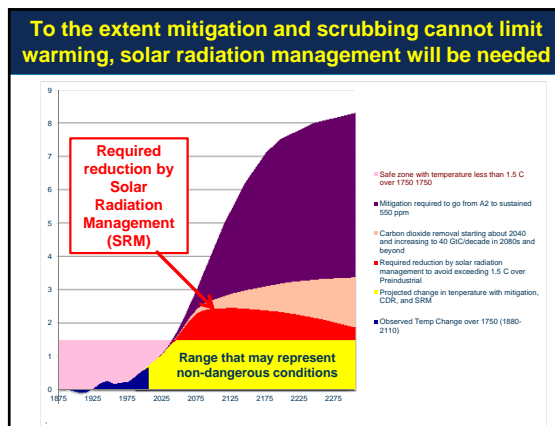 To the extent mitigation and scrubbing cannot limit
warming, solar radiation management will be needed
9
8
7
6
5
4
3
2
1
0
1875
1925
1975
2025
2075
2125
2175
2225
2275
Required
reduction by
Solar
Radiation
Management
(SRM)
Range that may represent
non-dangerous conditions
Safe zone with temperature less than 1.5 C
over 1750 1750
Mitigation required to go from A2 to sustained
550 ppm
Carbon dioxide removal starting about 2040
and increasing to 40 GtC/decade in 2080s and
beyond
Required reduction by solar radiation
management to avoid exceeding 1.5 C over
Preindustrial
Projected change in tenperature with mitigation,
CDR, and SRM
Observed Temp Change over 1750 (1880-
2110)